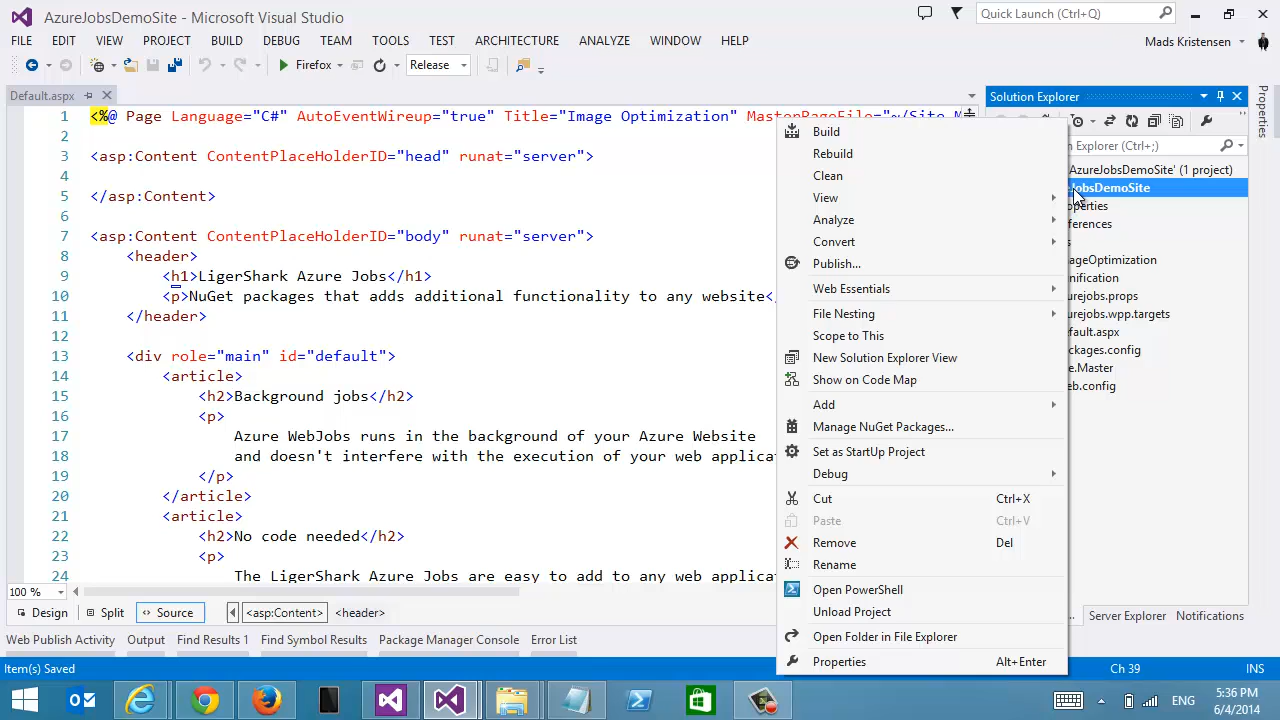 AzureJobsDemoSite - Microsoft Visual Studio
Quick Launch (Ctrl+Q)
FILE EDIT VIEW PROJECT BUILD DEBUG TEAM TOOLS TEST ARCHITECTURE ANALYZE WINDOW HELP
Mads Kristensen
Firefox
Release
Default.aspx
1 <%@ Page Language="C#" AutoEventWireup="true" Title="Image Optimization" MasterPageFile="~/Site.M
2
3 <asp:Content ContentPlaceHolderID="head" runat="server">
4
5 </asp:Content>
6
7 <asp:Content ContentPlaceHolderID="body" runat="server">
8 <header>
9 <h1>LigerShark Azure Jobs</h1>
10 <p>NuGet packages that adds additional functionality to any website</
11 </header>
12
13 <div role="main" id="default">
14 <article>
15 <h2>Background jobs</h2>
16 <p>
17 Azure WebJobs runs in the background of your Azure Website
18 and doesn't interfere with the execution of your web applicat
19 </p>
20 </article>
21 <article>
22 <h2>No code needed</h2>
23 <p>
24 The LigerShark Azure Jobs are easy to add to any web applicat
100 %
Design
Split
Source
<asp:Content>
<header>
Web Publish Activity
Output
Find Results 1
Find Symbol Results
Package Manager Console
Error List
Item(s) Saved
Ch 39
INS
Build
Rebuild
Clean
View
Analyze
Convert
Publish...
Web Essentials
File Nesting
Scope to This
New Solution Explorer View
Show on Code Map
Add
Manage NuGet Packages...
Set as StartUp Project
Debug
Cut Ctrl+X
Paste Ctrl+V
Remove Del
Rename
Open PowerShell
Unload Project
Open Folder in File Explorer
Properties Alt+Enter
Solution Explorer
Explorer (Ctrl+;)
AzureJobsDemoSite' (1 project)
JobsDemoSite
operties
ferences
s
ageOptimization
nification
urejobs.props
urejobs.wpp.targets
fault.aspx
ckages.config
e.Master
eb.config
Properties
Server Explorer
Notifications
ENG
5:36 PM
6/4/2014